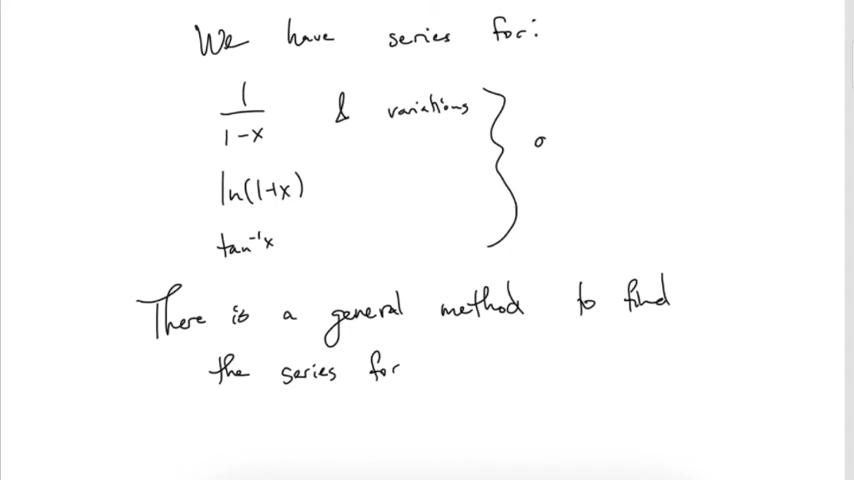 We have series for:
1/(1-x) & variations
ln(1+x)
tan⁻¹x
There is a general method to find
the series for